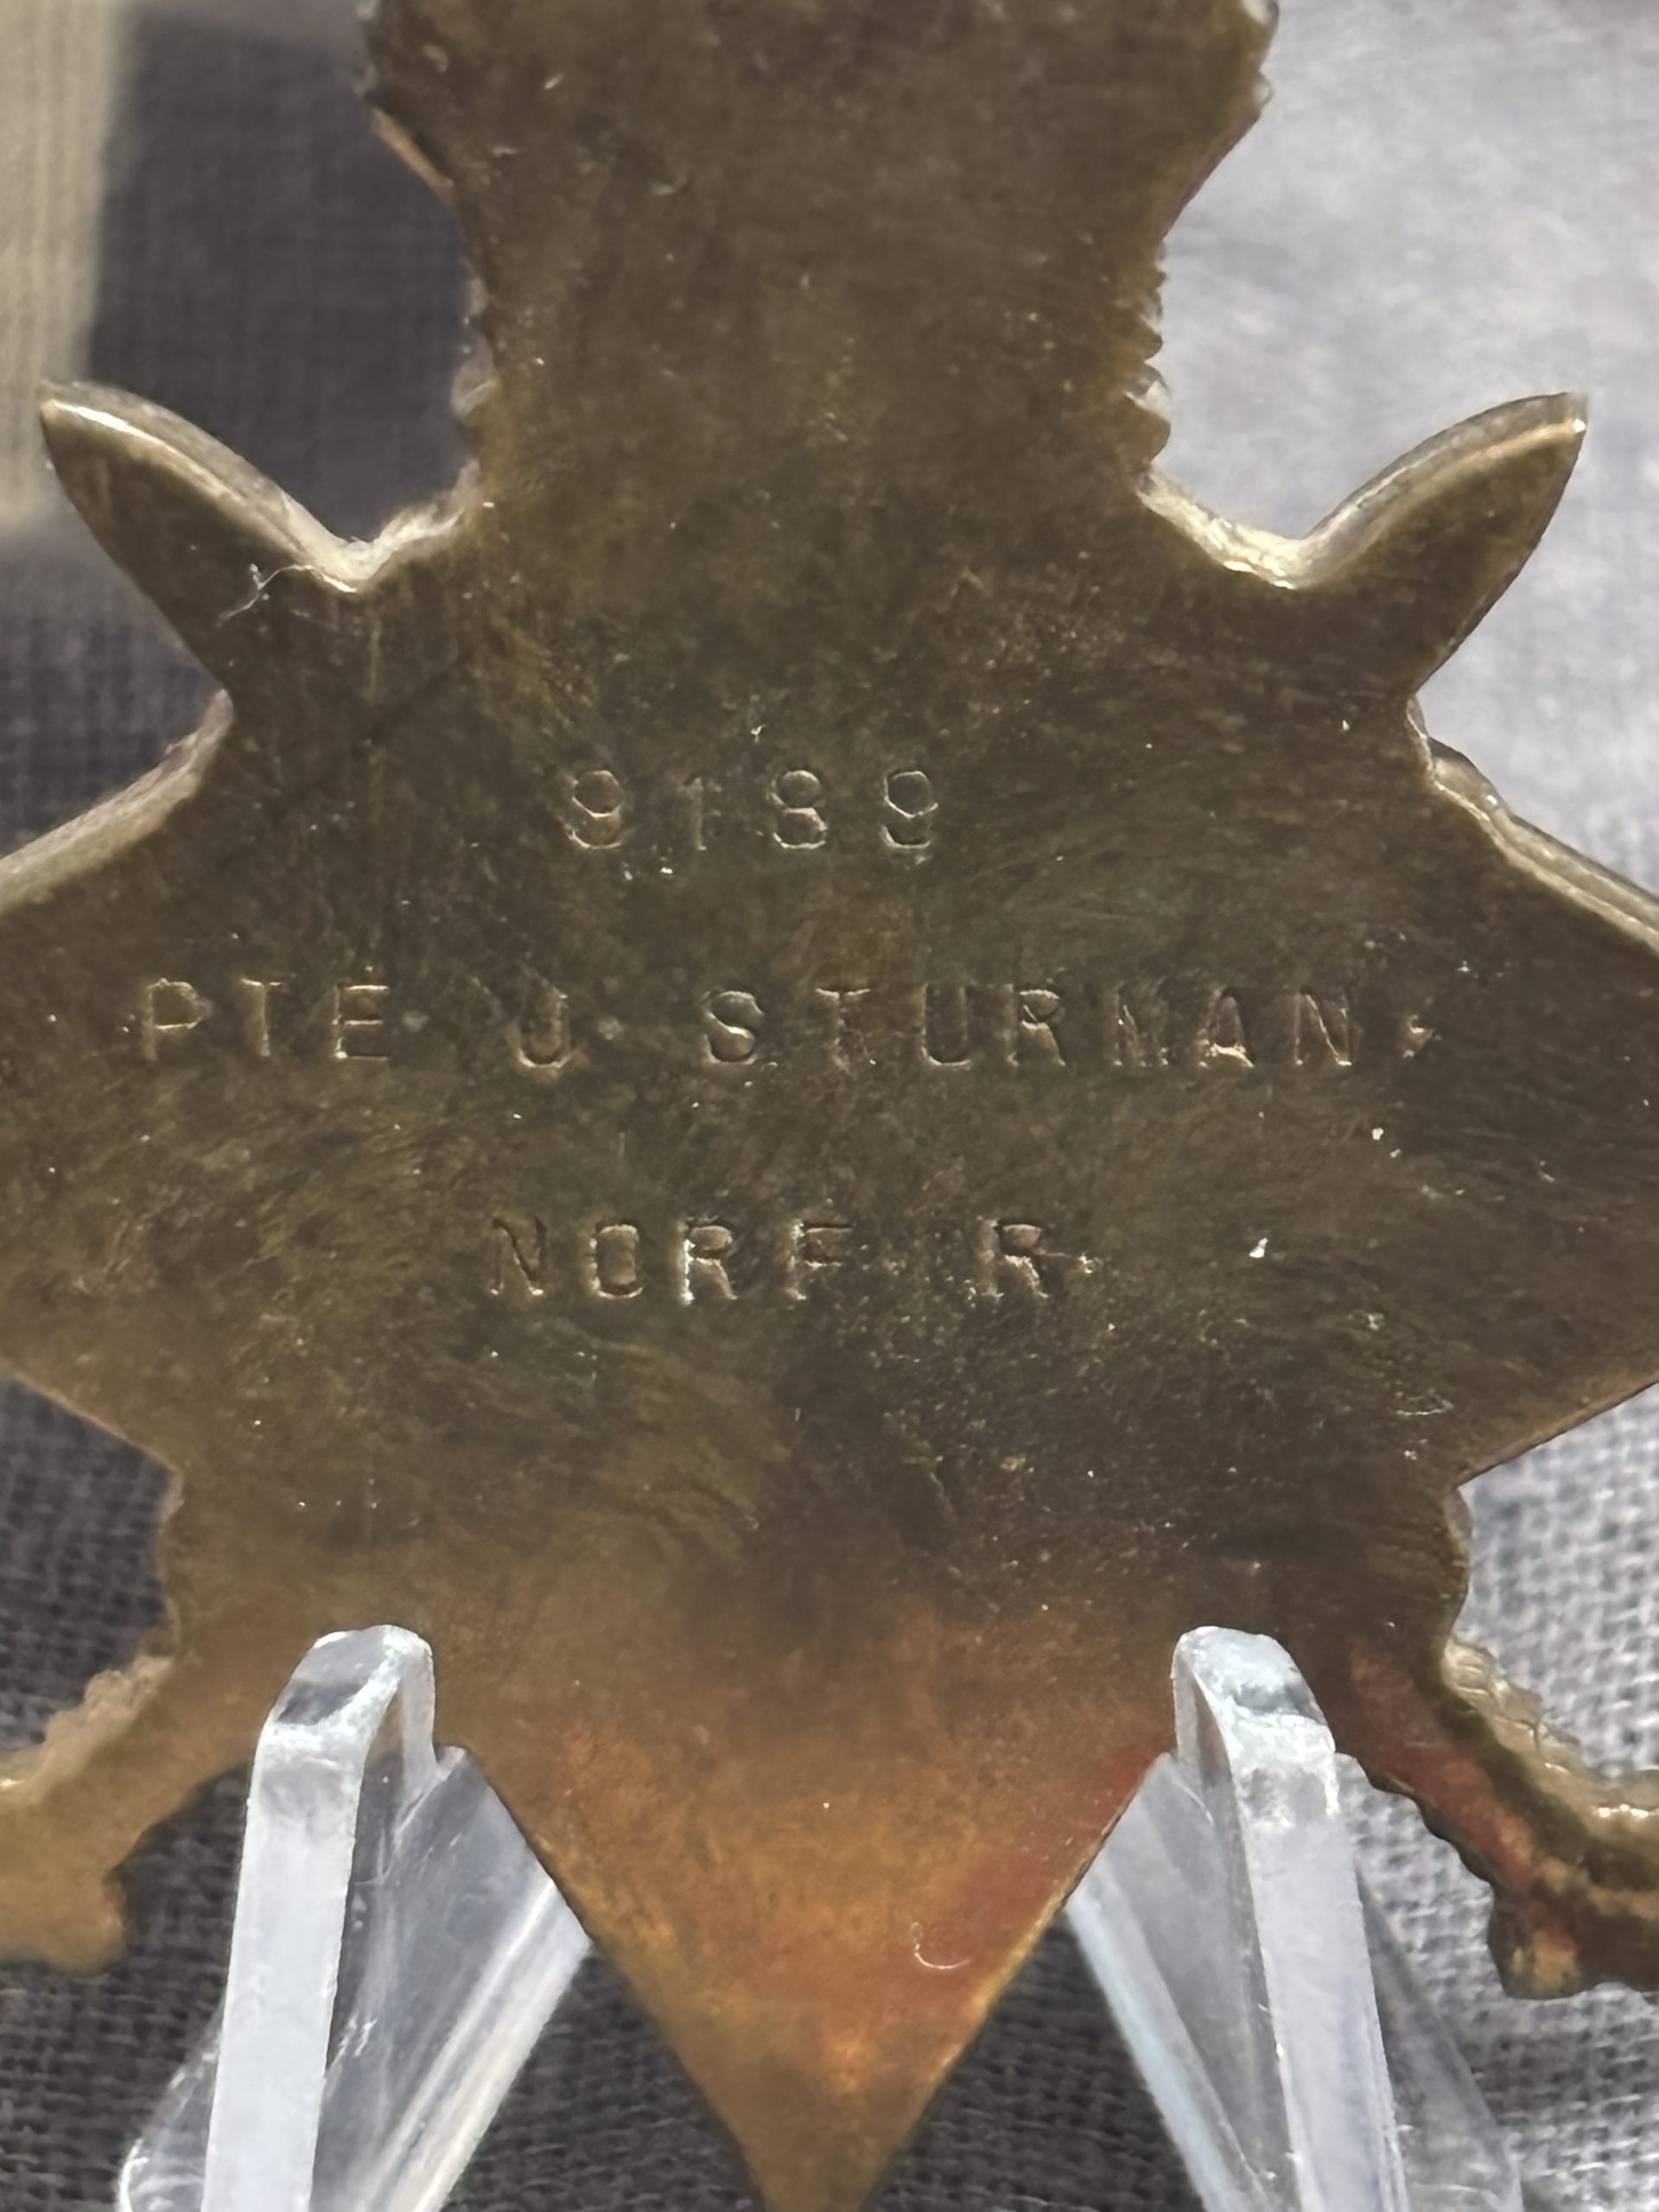 9189
PTE. J. STURMAN.
NORF. R.